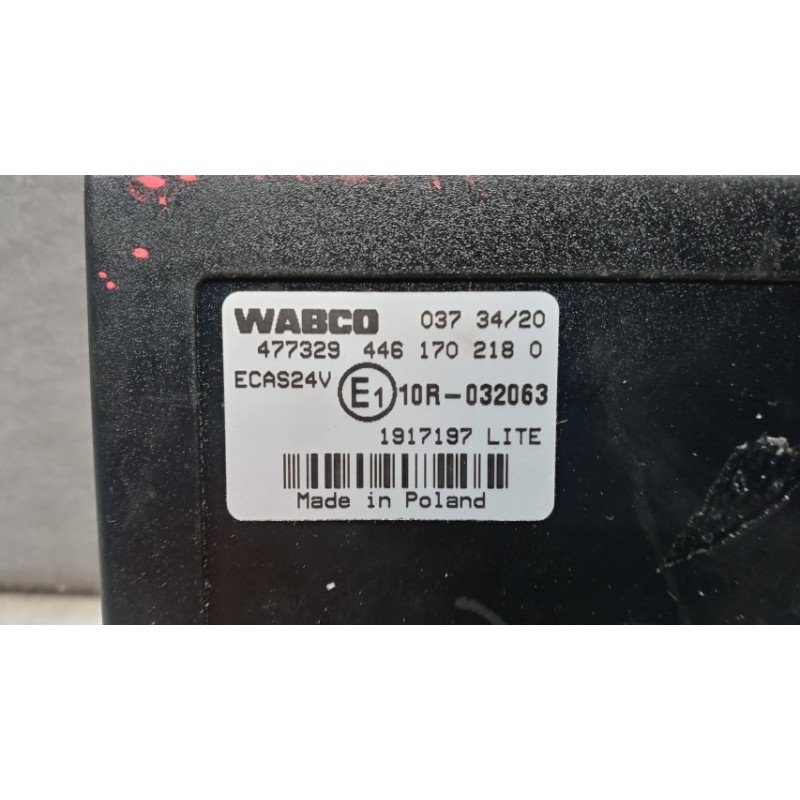 WABCO 037 34/20
477329 446 170 218 0
ECAS24V E1 10R-032063
1917197 LITE
Made in Poland